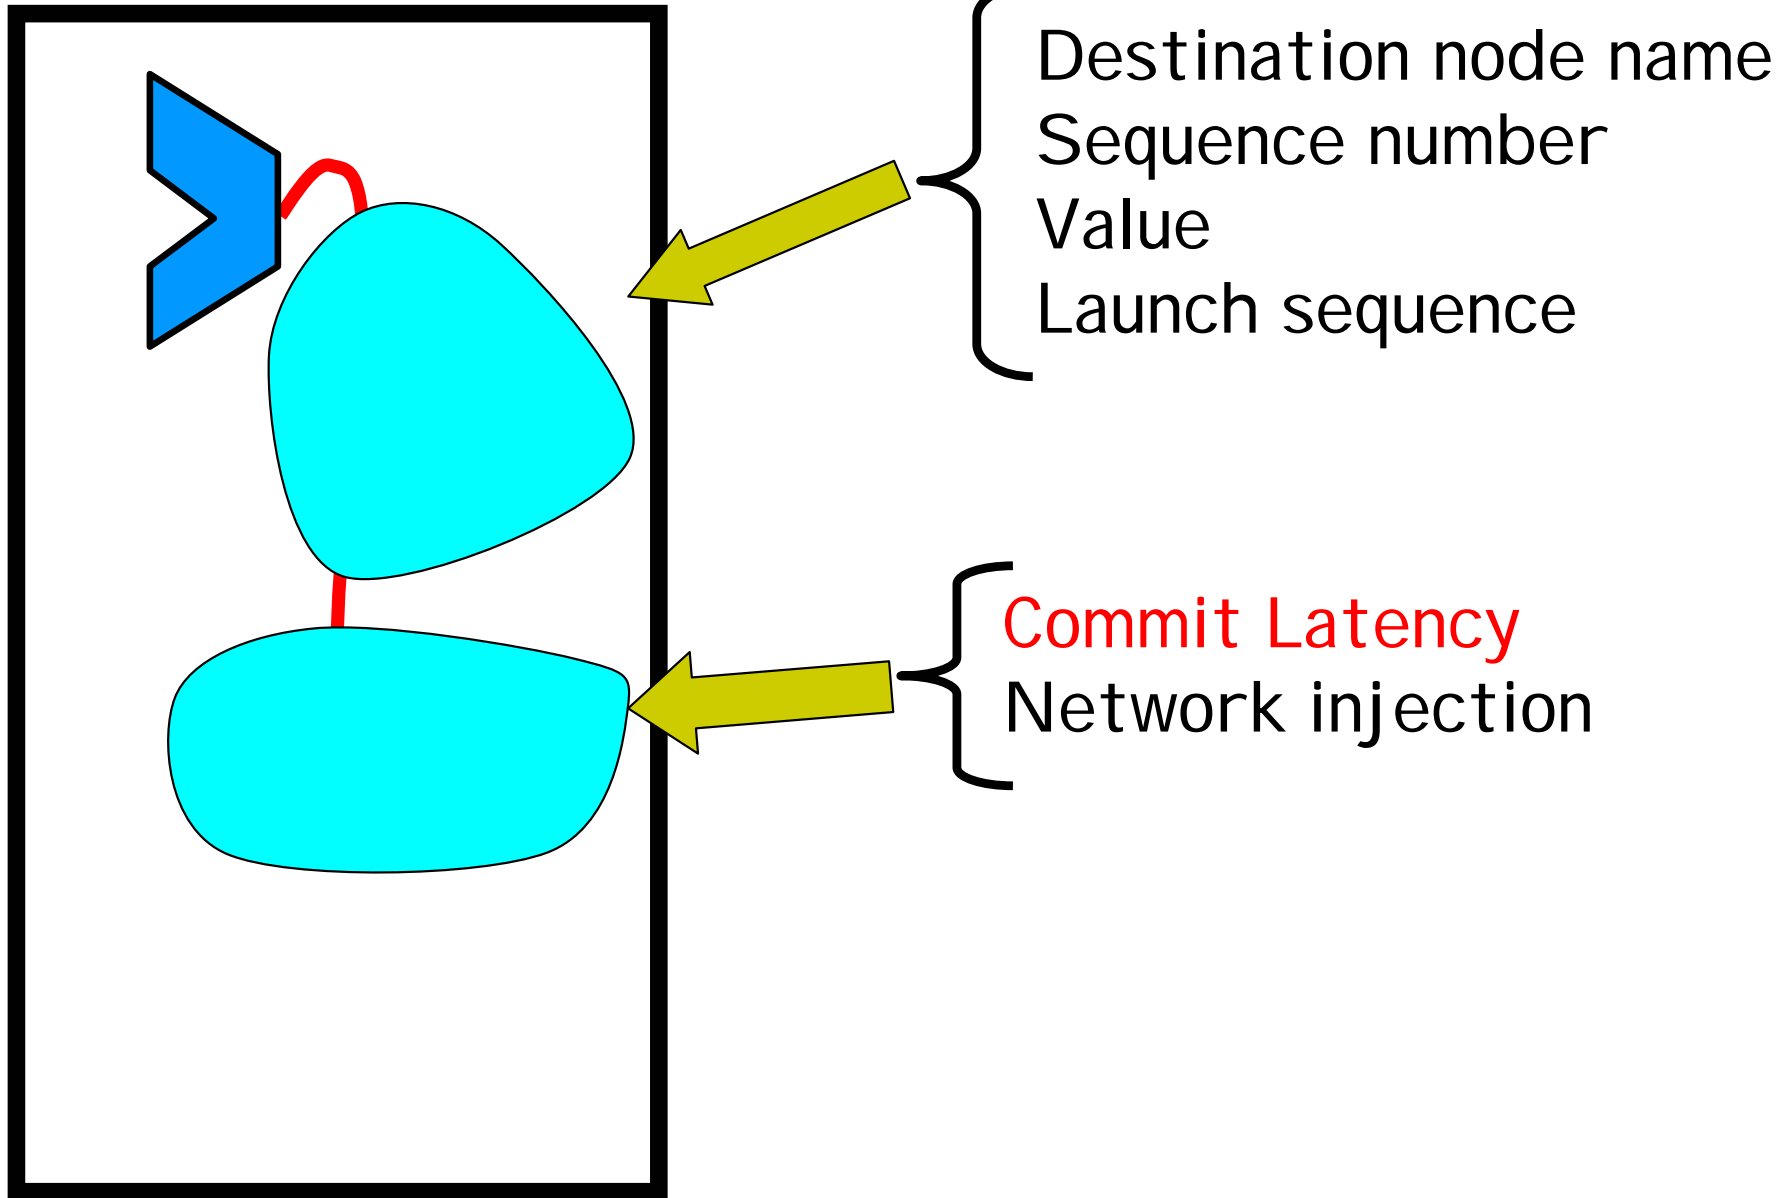 Destination node name
Sequence number
Value
Launch sequence
Commit Latency
Network injection